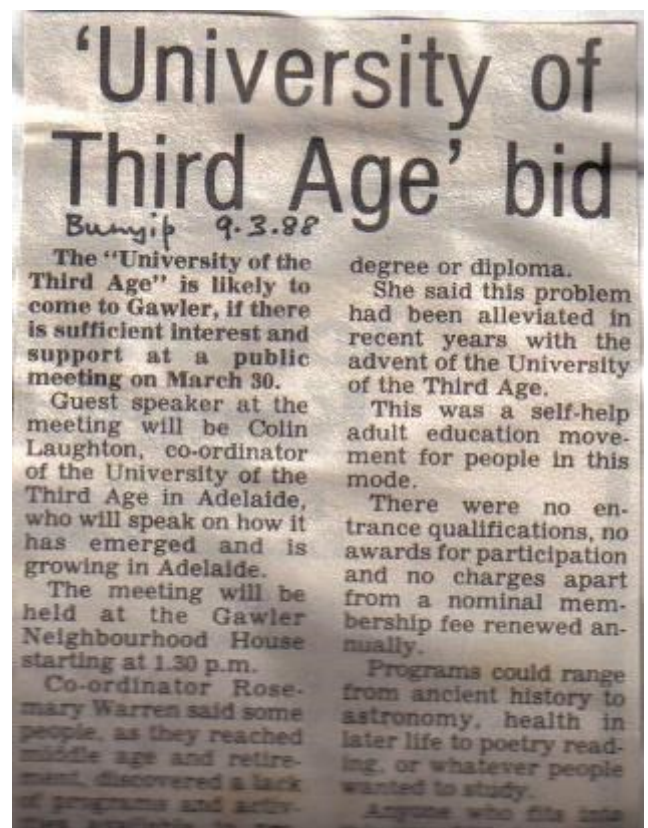 ‘University of
Third Age’ bid
Bunyip 9.3.88
The “University of the
Third Age” is likely to
come to Gawler, if there
is sufficient interest and
support at a public
meeting on March 30.
Guest speaker at the
meeting will be Colin
Laughton, co-ordinator
of the University of the
Third Age in Adelaide,
who will speak on how it
has emerged and is
growing in Adelaide.
The meeting will be
held at the Gawler
Neighbourhood House
starting at 1.30 p.m.
Co-ordinator Rose-
mary Warren said some
people, as they reached
middle age and retire-
ment, discovered a lack
of programs and activ-
degree or diploma.
She said this problem
had been alleviated in
recent years with the
advent of the University
of the Third Age.
This was a self-help
adult education move-
ment for people in this
mode.
There were no en-
trance qualifications, no
awards for participation
and no charges apart
from a nominal mem-
bership fee renewed an-
nually.
Programs could range
from ancient history to
astronomy, health in
later life to poetry read-
ing, or whatever people
wanted to study.
Anyone who fits into